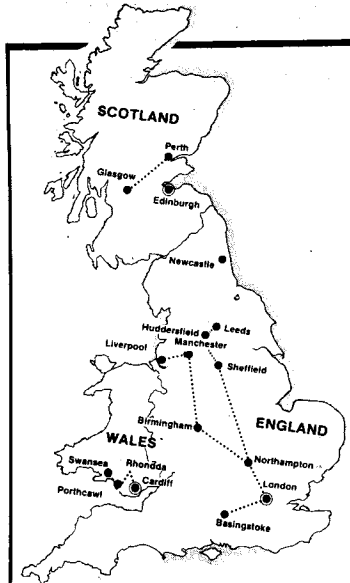 SCOTLAND
Perth
Glasgow
Edinburgh
Newcastle
Huddersfield
Leeds
Manchester
Liverpool
Sheffield
Birmingham
ENGLAND
WALES
Northampton
Swansea
Rhondda
Cardiff
London
Porthcawl
Basingstoke